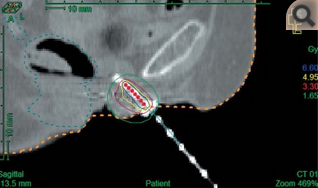 10 mm
A
L
Gy
6.60
4.95
3.30
1.65
10 mm
Sagittal
13.5 mm
Patient
CT 01
Zoom 469%